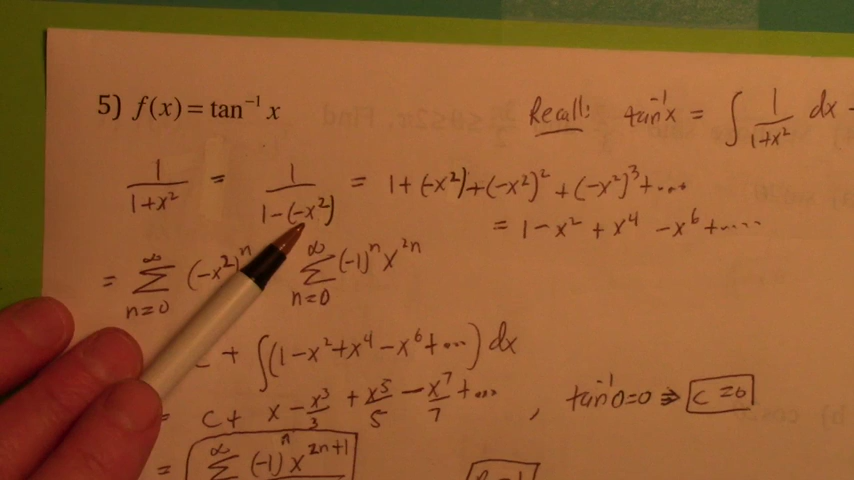 5) f(x) = tan⁻¹ x
Recall: tan⁻¹x = ∫ 1/(1+x²) dx
1/(1+x²) = 1/(1-(-x²)) = 1 + (-x²) + (-x²)² + (-x²)³ + ...
= 1 - x² + x⁴ - x⁶ + ....
= ∞ Σ n=0 (-x²)ⁿ ∞ Σ n=0 (-1)ⁿ x²ⁿ
C + ∫(1 - x² + x⁴ - x⁶ + ...) dx
= C + x - x³/3 + x⁵/5 - x⁷/7 + ... , tan⁻¹0 = 0 ⇒ C = 0
= ∞ Σ (-1)ⁿ x²ⁿ⁺¹